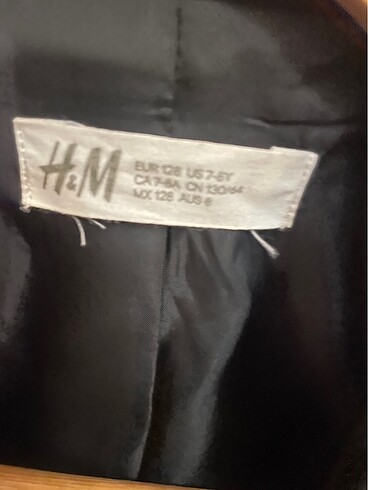 H&M
EUR 128 US 7-8Y
CA 7-8A CN 130/64
MX 128 AUS 8